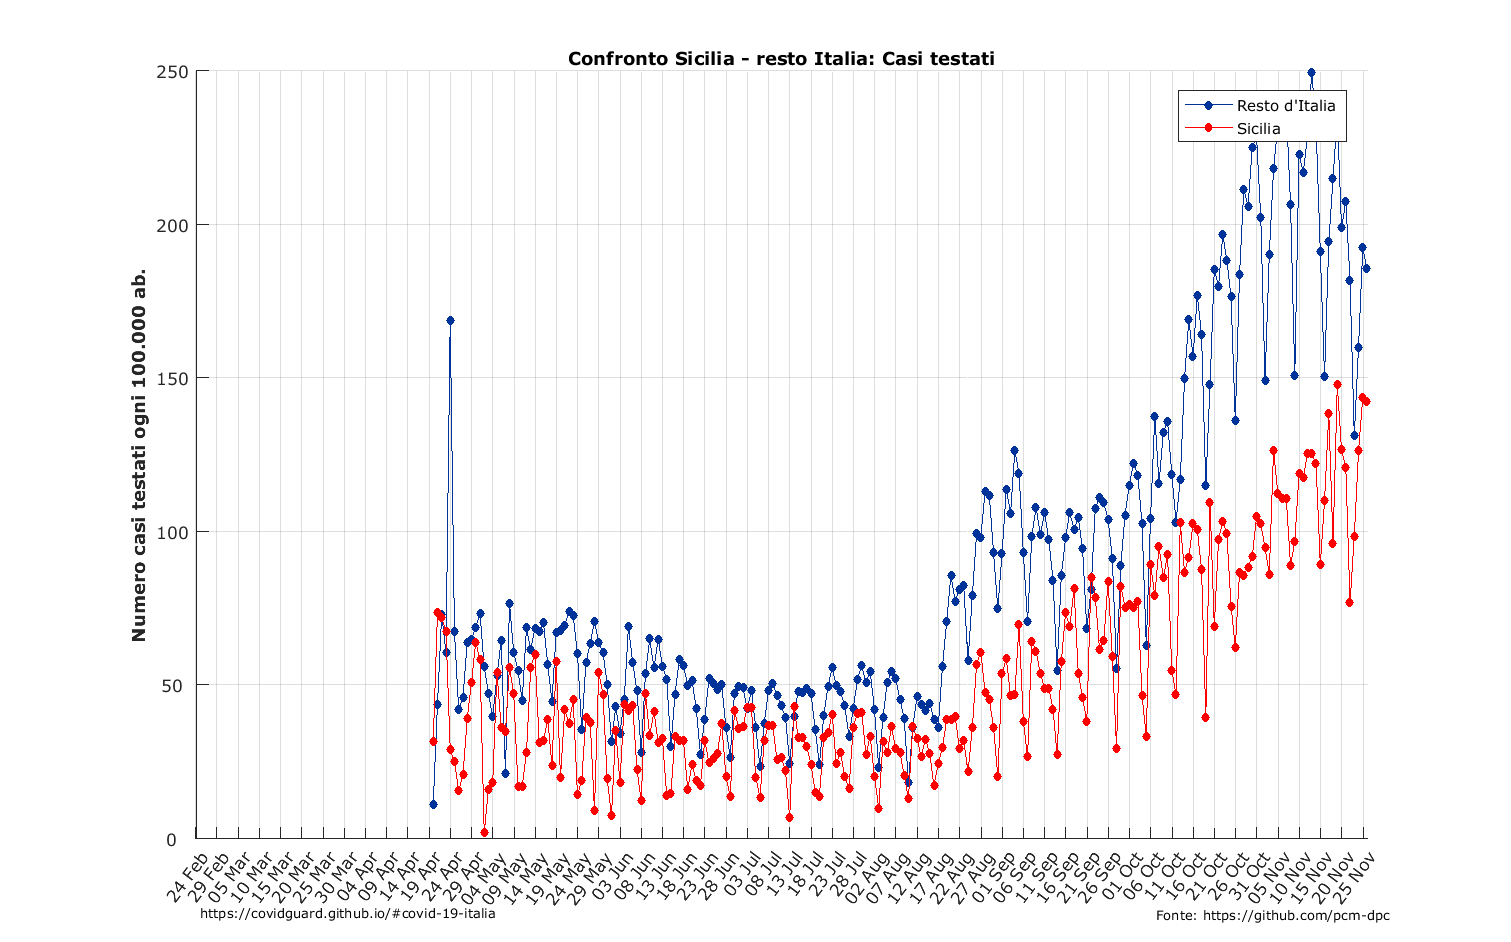 Confronto Sicilia - resto Italia: Casi testati
Numero casi testati ogni 100.000 ab.
250
200
150
100
50
0
Resto d'Italia
Sicilia
24 Feb
29 Feb
05 Mar
10 Mar
15 Mar
20 Mar
25 Mar
30 Mar
04 Apr
09 Apr
14 Apr
19 Apr
24 Apr
29 Apr
04 May
09 May
14 May
19 May
24 May
29 May
03 Jun
08 Jun
13 Jun
18 Jun
23 Jun
28 Jun
03 Jul
08 Jul
13 Jul
18 Jul
23 Jul
28 Jul
02 Aug
07 Aug
12 Aug
17 Aug
22 Aug
27 Aug
01 Sep
06 Sep
11 Sep
16 Sep
21 Sep
26 Sep
01 Oct
06 Oct
11 Oct
16 Oct
21 Oct
26 Oct
31 Oct
05 Nov
10 Nov
15 Nov
20 Nov
25 Nov
https://covidguard.github.io/#covid-19-italia
Fonte: https://github.com/pcm-dpc